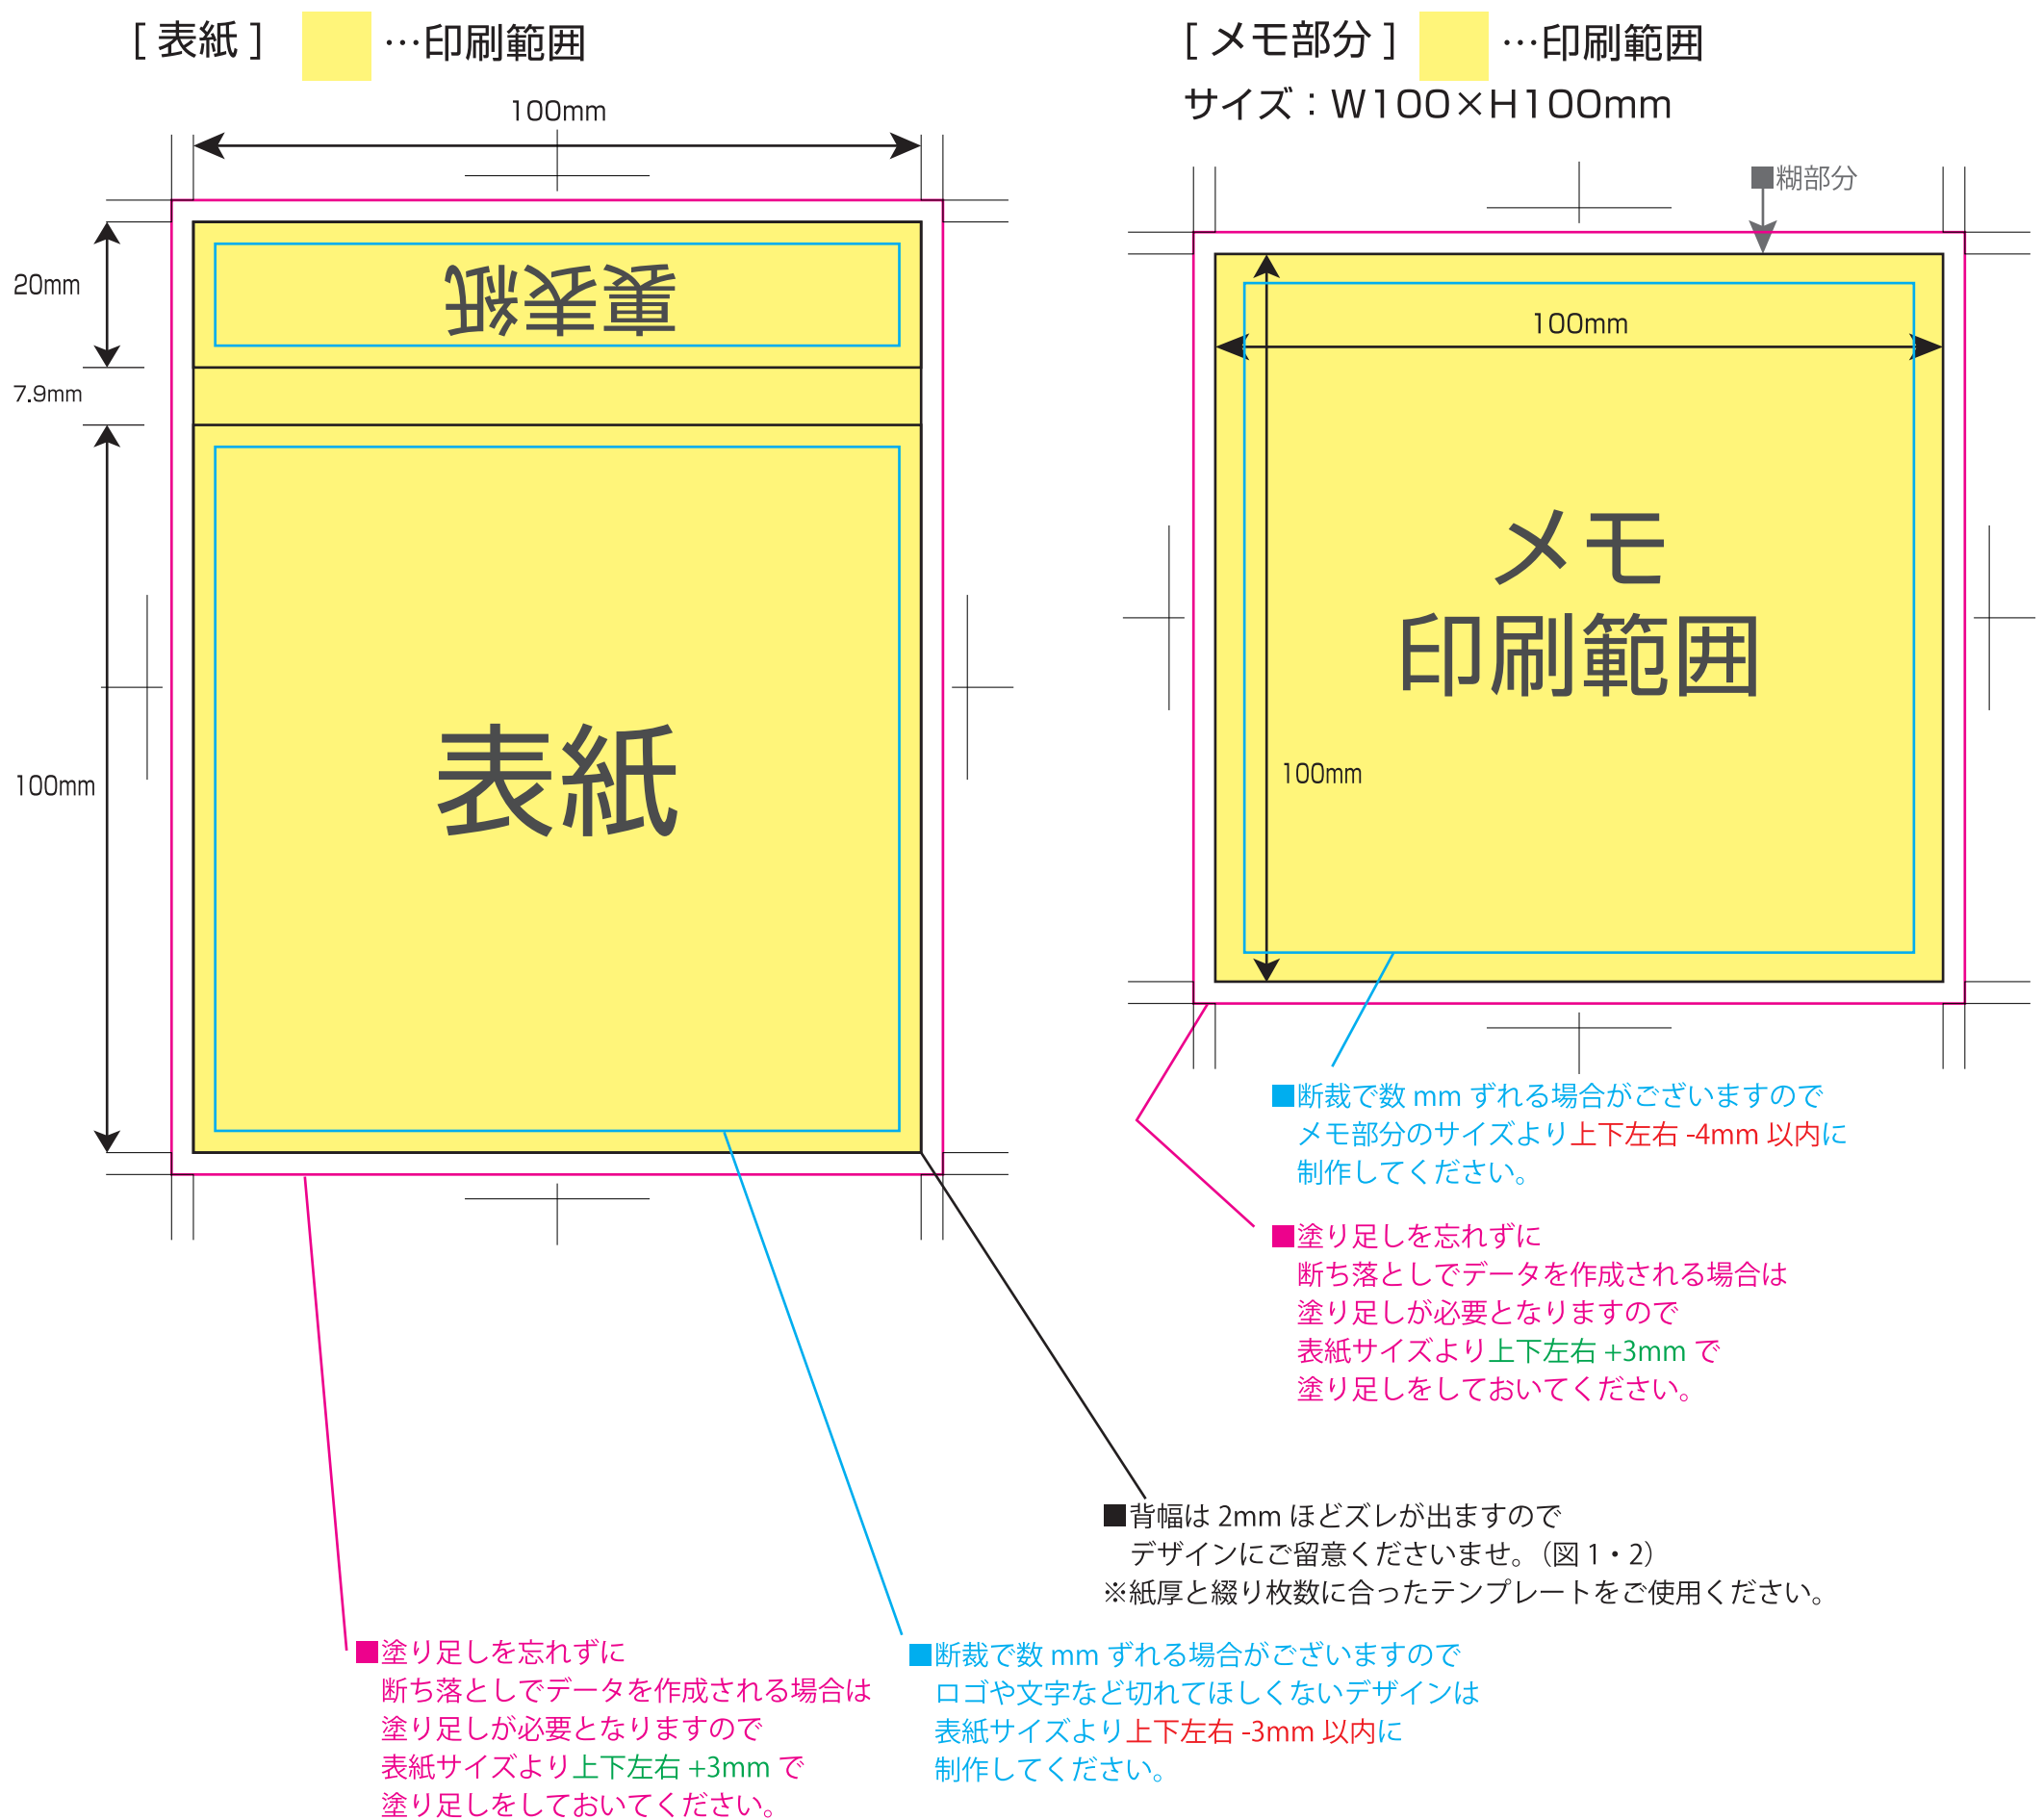 [ 表紙 ]
…印刷範囲
100mm
20mm
裏表紙
7.9mm
表紙
100mm
[ メモ部分 ]
…印刷範囲
サイズ：W100×H100mm
■糊部分
100mm
メモ
印刷範囲
100mm
■断裁で数 mm ずれる場合がございますので
メモ部分のサイズより上下左右 -4mm 以内に
制作してください。
■塗り足しを忘れずに
断ち落としでデータを作成される場合は
塗り足しが必要となりますので
表紙サイズより上下左右 +3mm で
塗り足しをしておいてください。
■背幅は 2mm ほどズレが出ますので
デザインにご留意くださいませ。（図 1・2）
※紙厚と綴り枚数に合ったテンプレートをご使用ください。
■塗り足しを忘れずに
断ち落としでデータを作成される場合は
塗り足しが必要となりますので
表紙サイズより上下左右 +3mm で
塗り足しをしておいてください。
■断裁で数 mm ずれる場合がございますので
ロゴや文字など切れてほしくないデザインは
表紙サイズより上下左右 -3mm 以内に
制作してください。